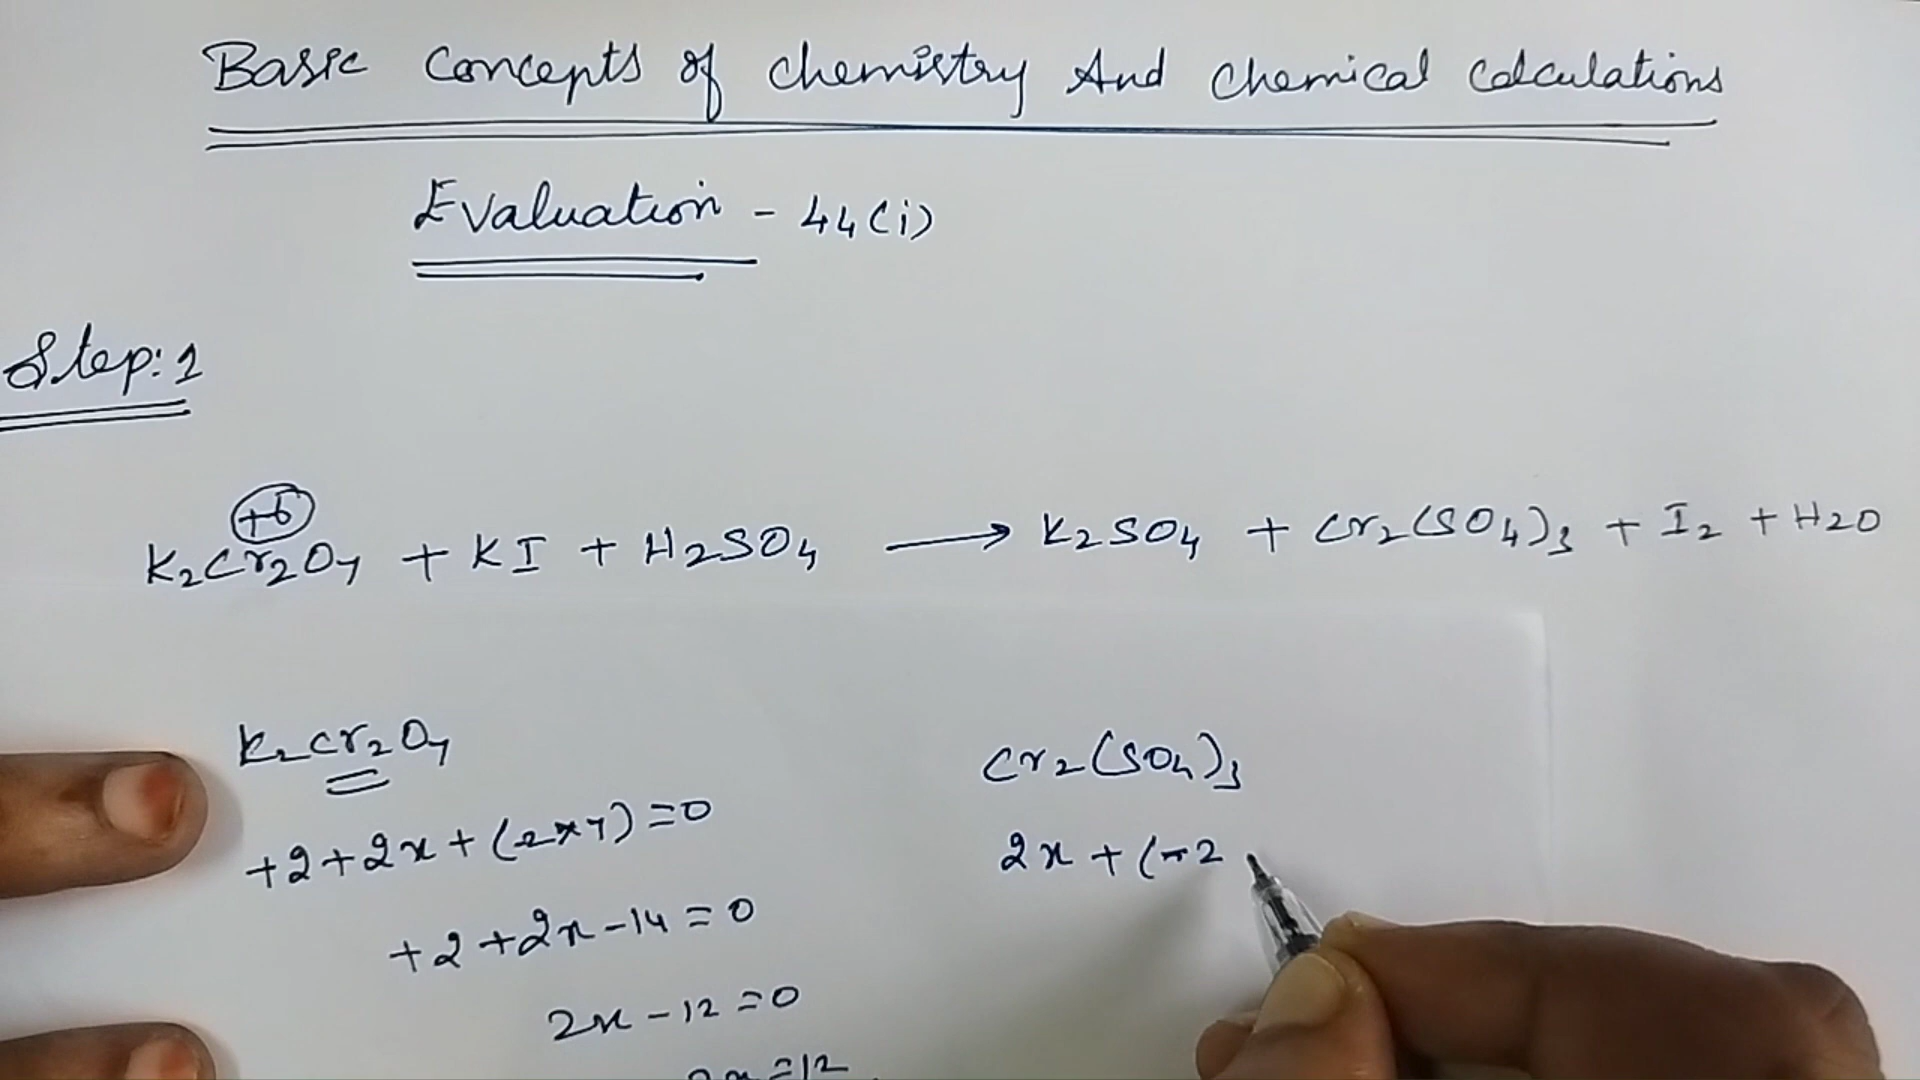 Basic Concepts of Chemistry And Chemical Calculations
Evaluation - 44(i)
Step:1
+6
K₂Cr₂O₇ + KI + H₂SO₄ ⟶ K₂SO₄ + Cr₂(SO₄)₃ + I₂ + H₂O
K₂Cr₂O₇
+2+2x+(-2×7)=0
+2+2x-14=0
2x-12=0
2x=12
Cr₂(SO₄)₃
2x+(-2